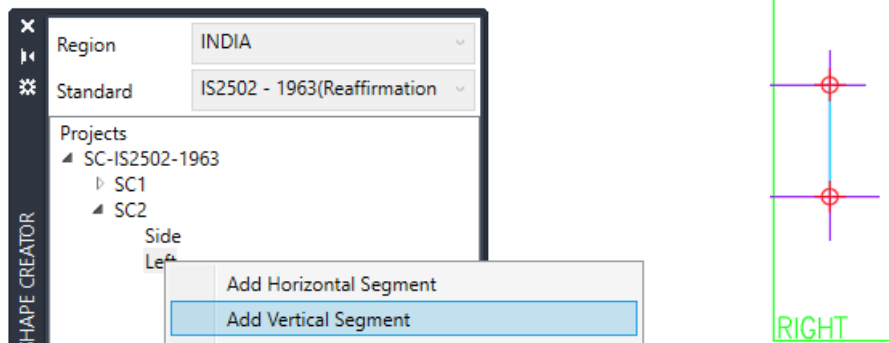 Region INDIA
Standard IS2502 - 1963(Reaffirmation
Projects
SC-IS2502-1963
SC1
SC2
Side
Left
Add Horizontal Segment
Add Vertical Segment
HAPE CREATOR
RIGHT